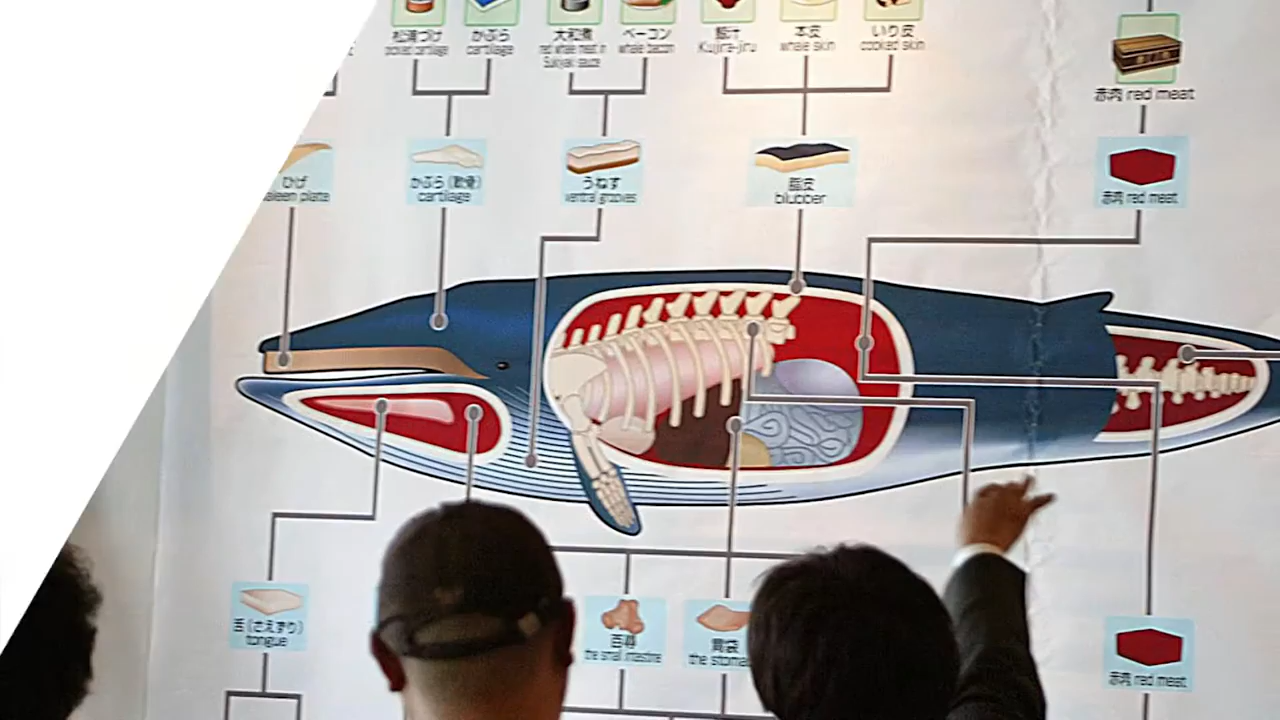 松浦づけ
pickled cartilage
かぶら
cartilage
大和煮
red whale meat in
Sukiyaki sauce
ベーコン
whale bacon
鯨汁
Kujira-jiru
本皮
whale skin
いり皮
cooked skin
赤肉 red meat
ひげ
baleen plate
かぶら(軟骨)
cartilage
うねす
ventral grooves
脂皮
blubber
赤肉 red meat
舌(さえずり)
tongue
百尋
the small intestine
胃袋
the stomach
赤肉 red meat